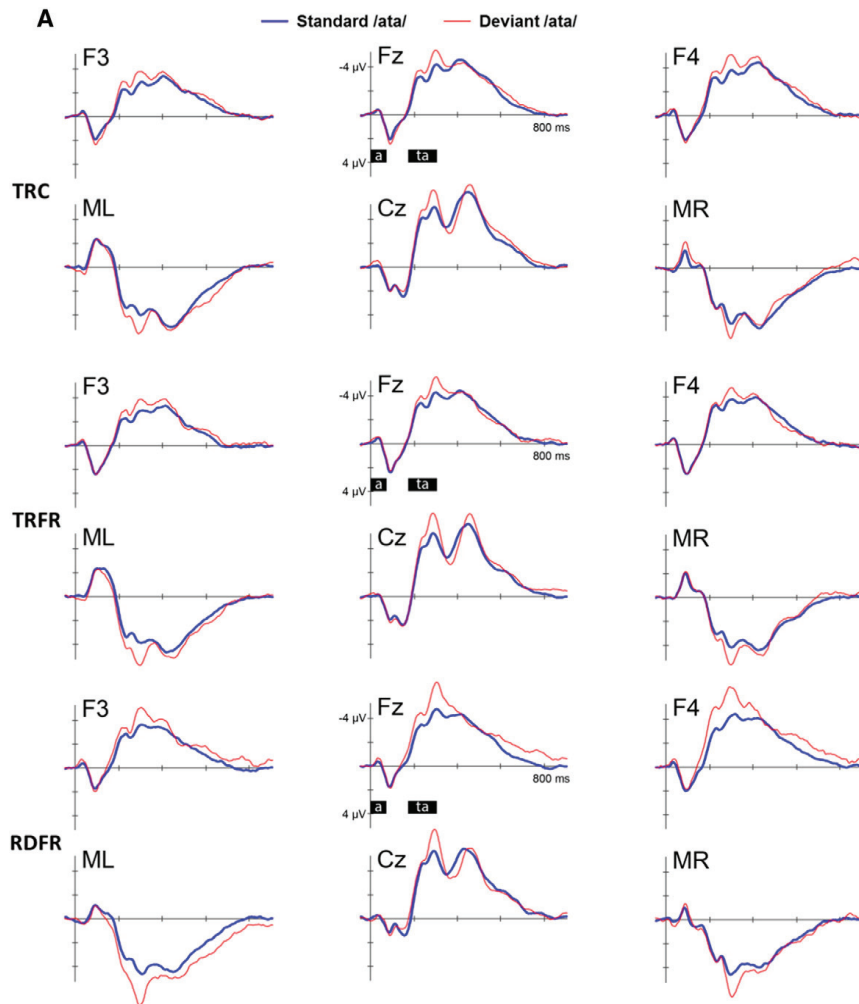 A
Standard /ata/ Deviant /ata/
F3 Fz F4
-4 µV
800 ms
a ta
4 µV
TRC
ML Cz MR
F3 Fz F4
-4 µV
800 ms
a ta
4 µV
TRFR
ML Cz MR
F3 Fz F4
-4 µV
800 ms
a ta
4 µV
RDFR
ML Cz MR